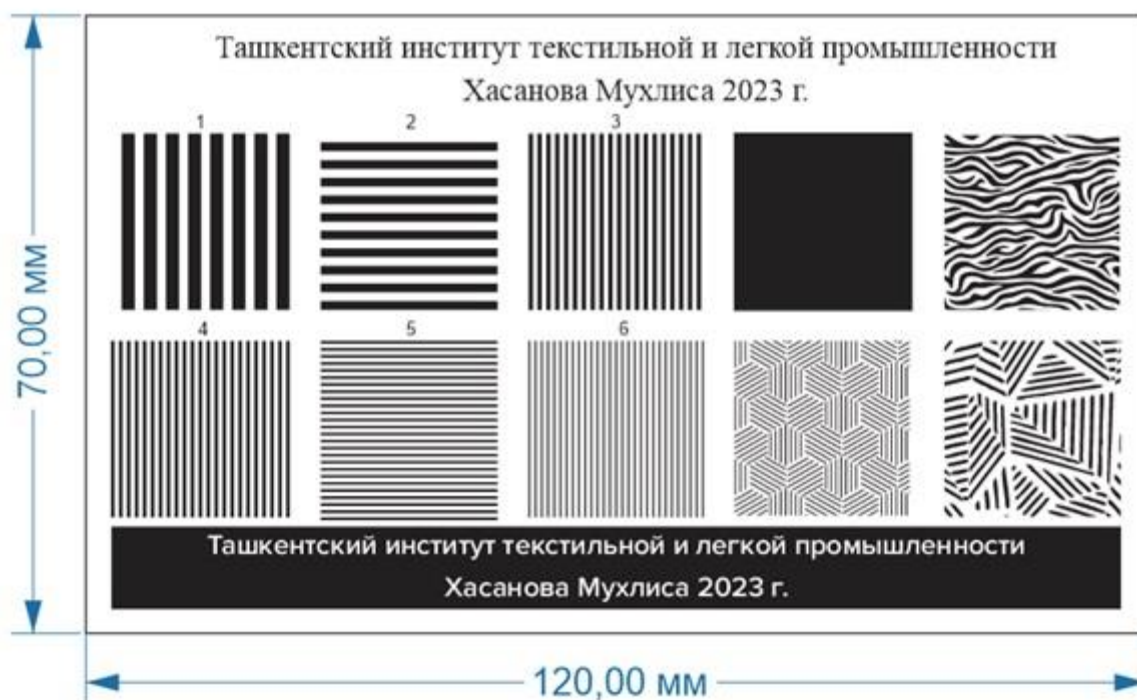 Ташкентский институт текстильной и легкой промышленности
Хасанова Мухлиса 2023 г.
1 2 3
4 5 6
Ташкентский институт текстильной и легкой промышленности
Хасанова Мухлиса 2023 г.
70,00 мм
120,00 мм